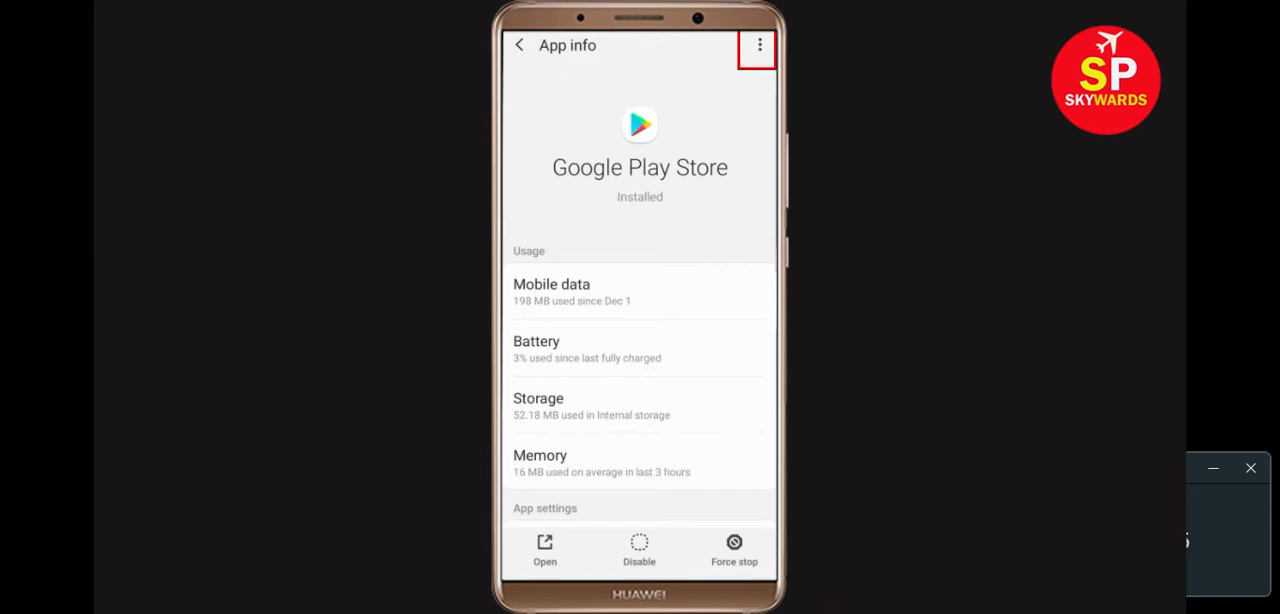 App info
SP
SKYWARDS
Google Play Store
Installed
Usage
Mobile data
198 MB used since Dec 1
Battery
3% used since last fully charged
Storage
52.18 MB used in Internal storage
Memory
16 MB used on average in last 3 hours
App settings
Open
Disable
Force stop
HUAWEI